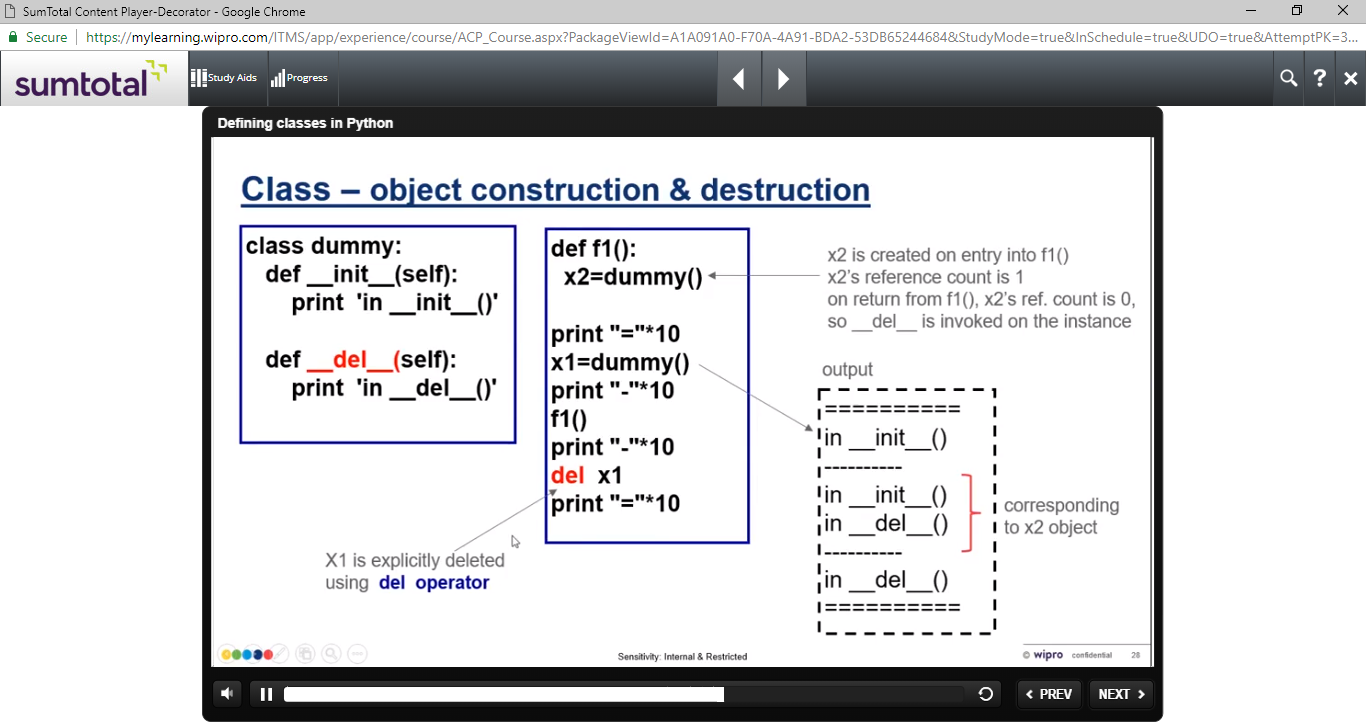 SumTotal Content Player-Decorator - Google Chrome
Secure
https://mylearning.wipro.com/ITMS/app/experience/course/ACP_Course.aspx?PackageViewId=A1A091A0-F70A-4A91-BDA2-53DB65244684&StudyMode=true&InSchedule=true&UDO=true&AttemptPK=3...
sumtotal
Study Aids
Progress
Defining classes in Python
Class – object construction & destruction
class dummy:
def __init__(self):
print 'in __init__()'
def __del__(self):
print 'in __del__()'
def f1():
x2=dummy()
print "="*10
x1=dummy()
print "-"*10
f1()
print "-"*10
del x1
print "="*10
x2 is created on entry into f1()
x2's reference count is 1
on return from f1(), x2's ref. count is 0,
so __del__ is invoked on the instance
output
==========
in __init__()
----------
in __init__()
in __del__()
----------
in __del__()
==========
corresponding
to x2 object
X1 is explicitly deleted
using del operator
Sensitivity: Internal & Restricted
© wipro confidential 28
PREV
NEXT